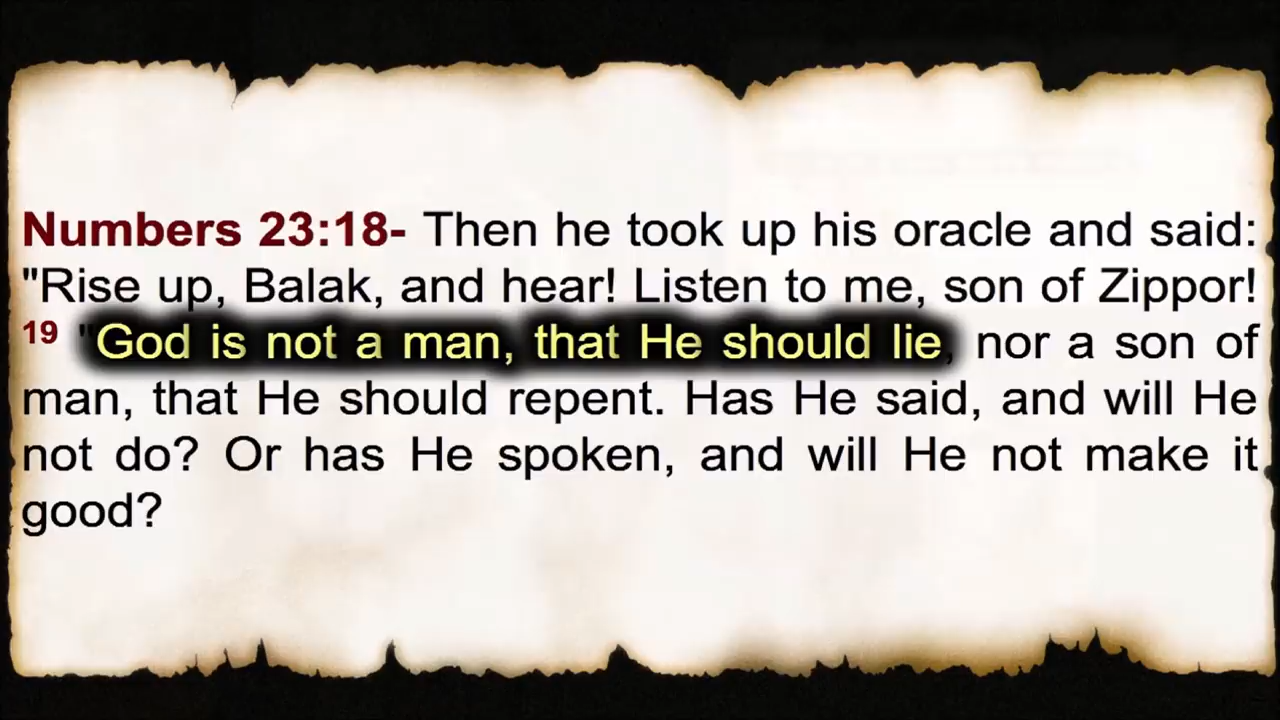 Numbers 23:18- Then he took up his oracle and said:
"Rise up, Balak, and hear! Listen to me, son of Zippor!
19 "God is not a man, that He should lie, nor a son of
man, that He should repent. Has He said, and will He
not do? Or has He spoken, and will He not make it
good?